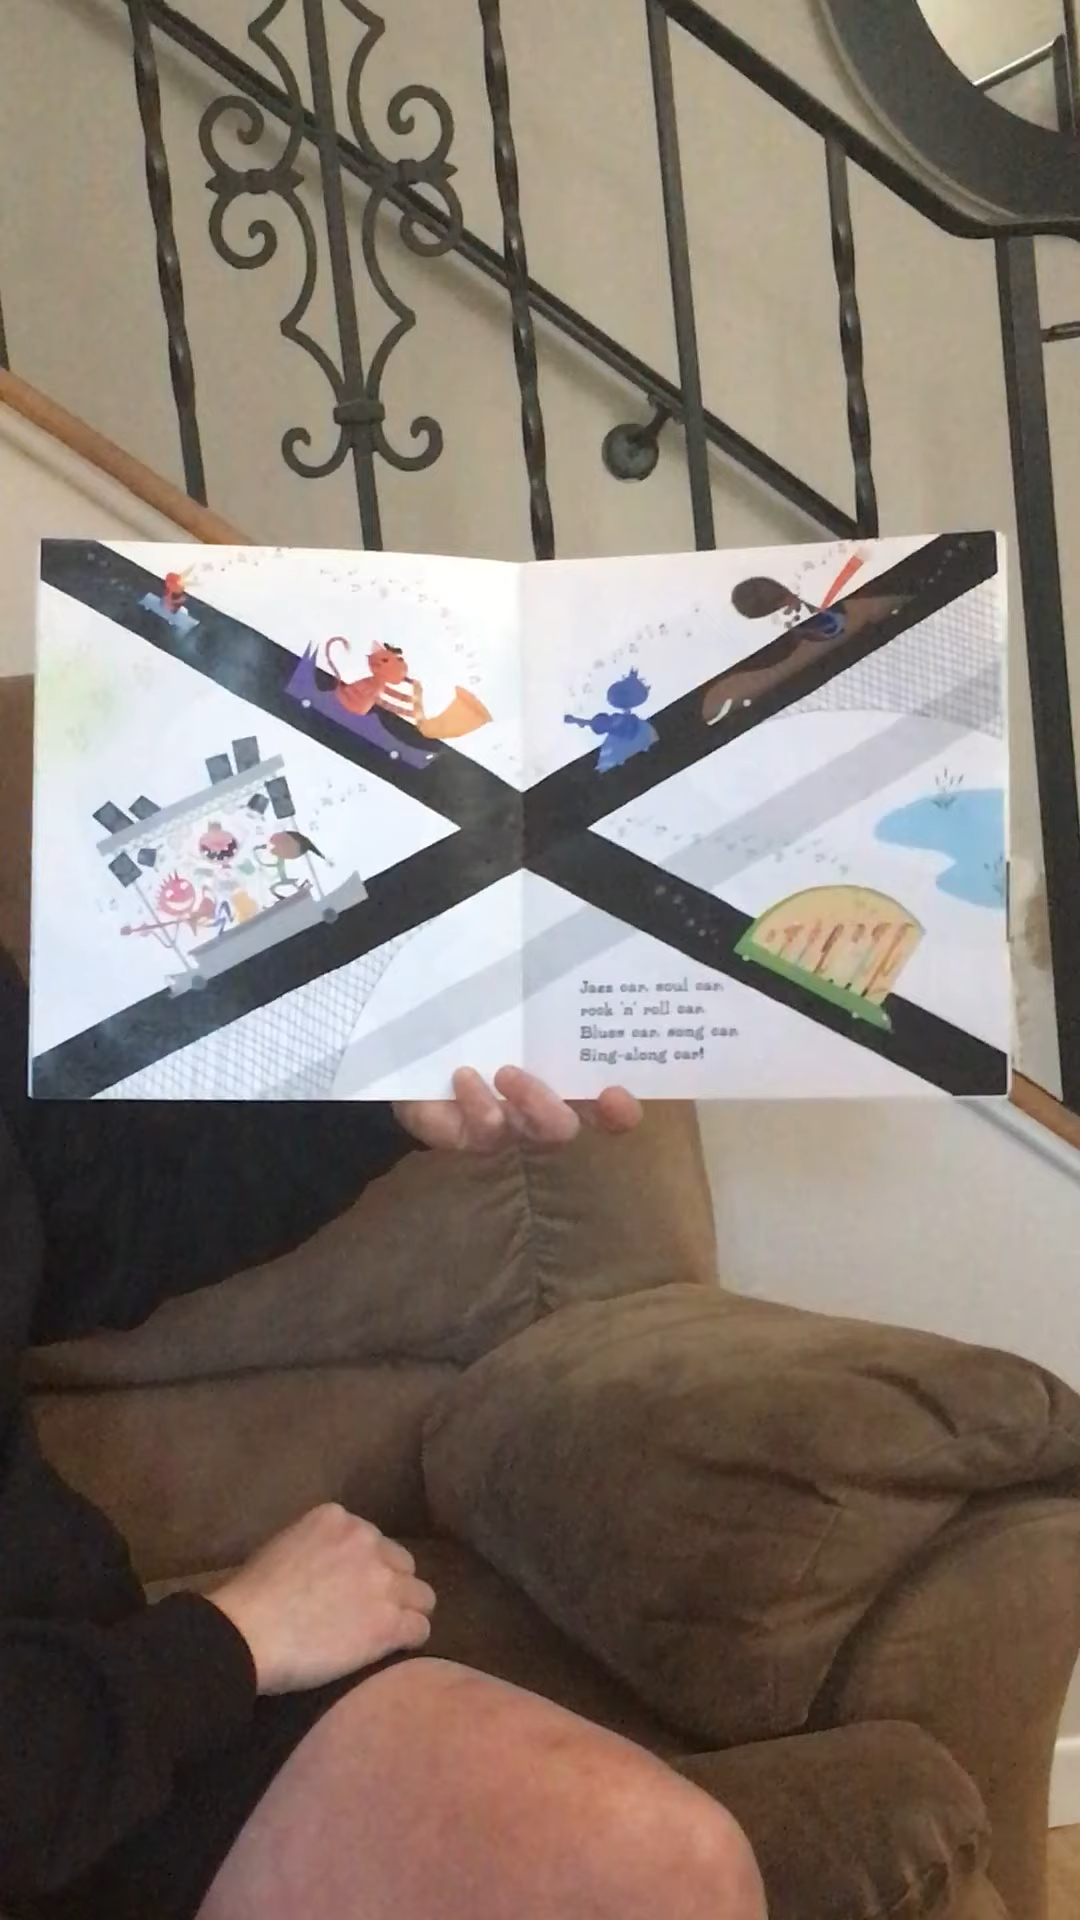 Jazz car, soul car,
rock 'n' roll car.
Blues car, song car,
Sing-along car!